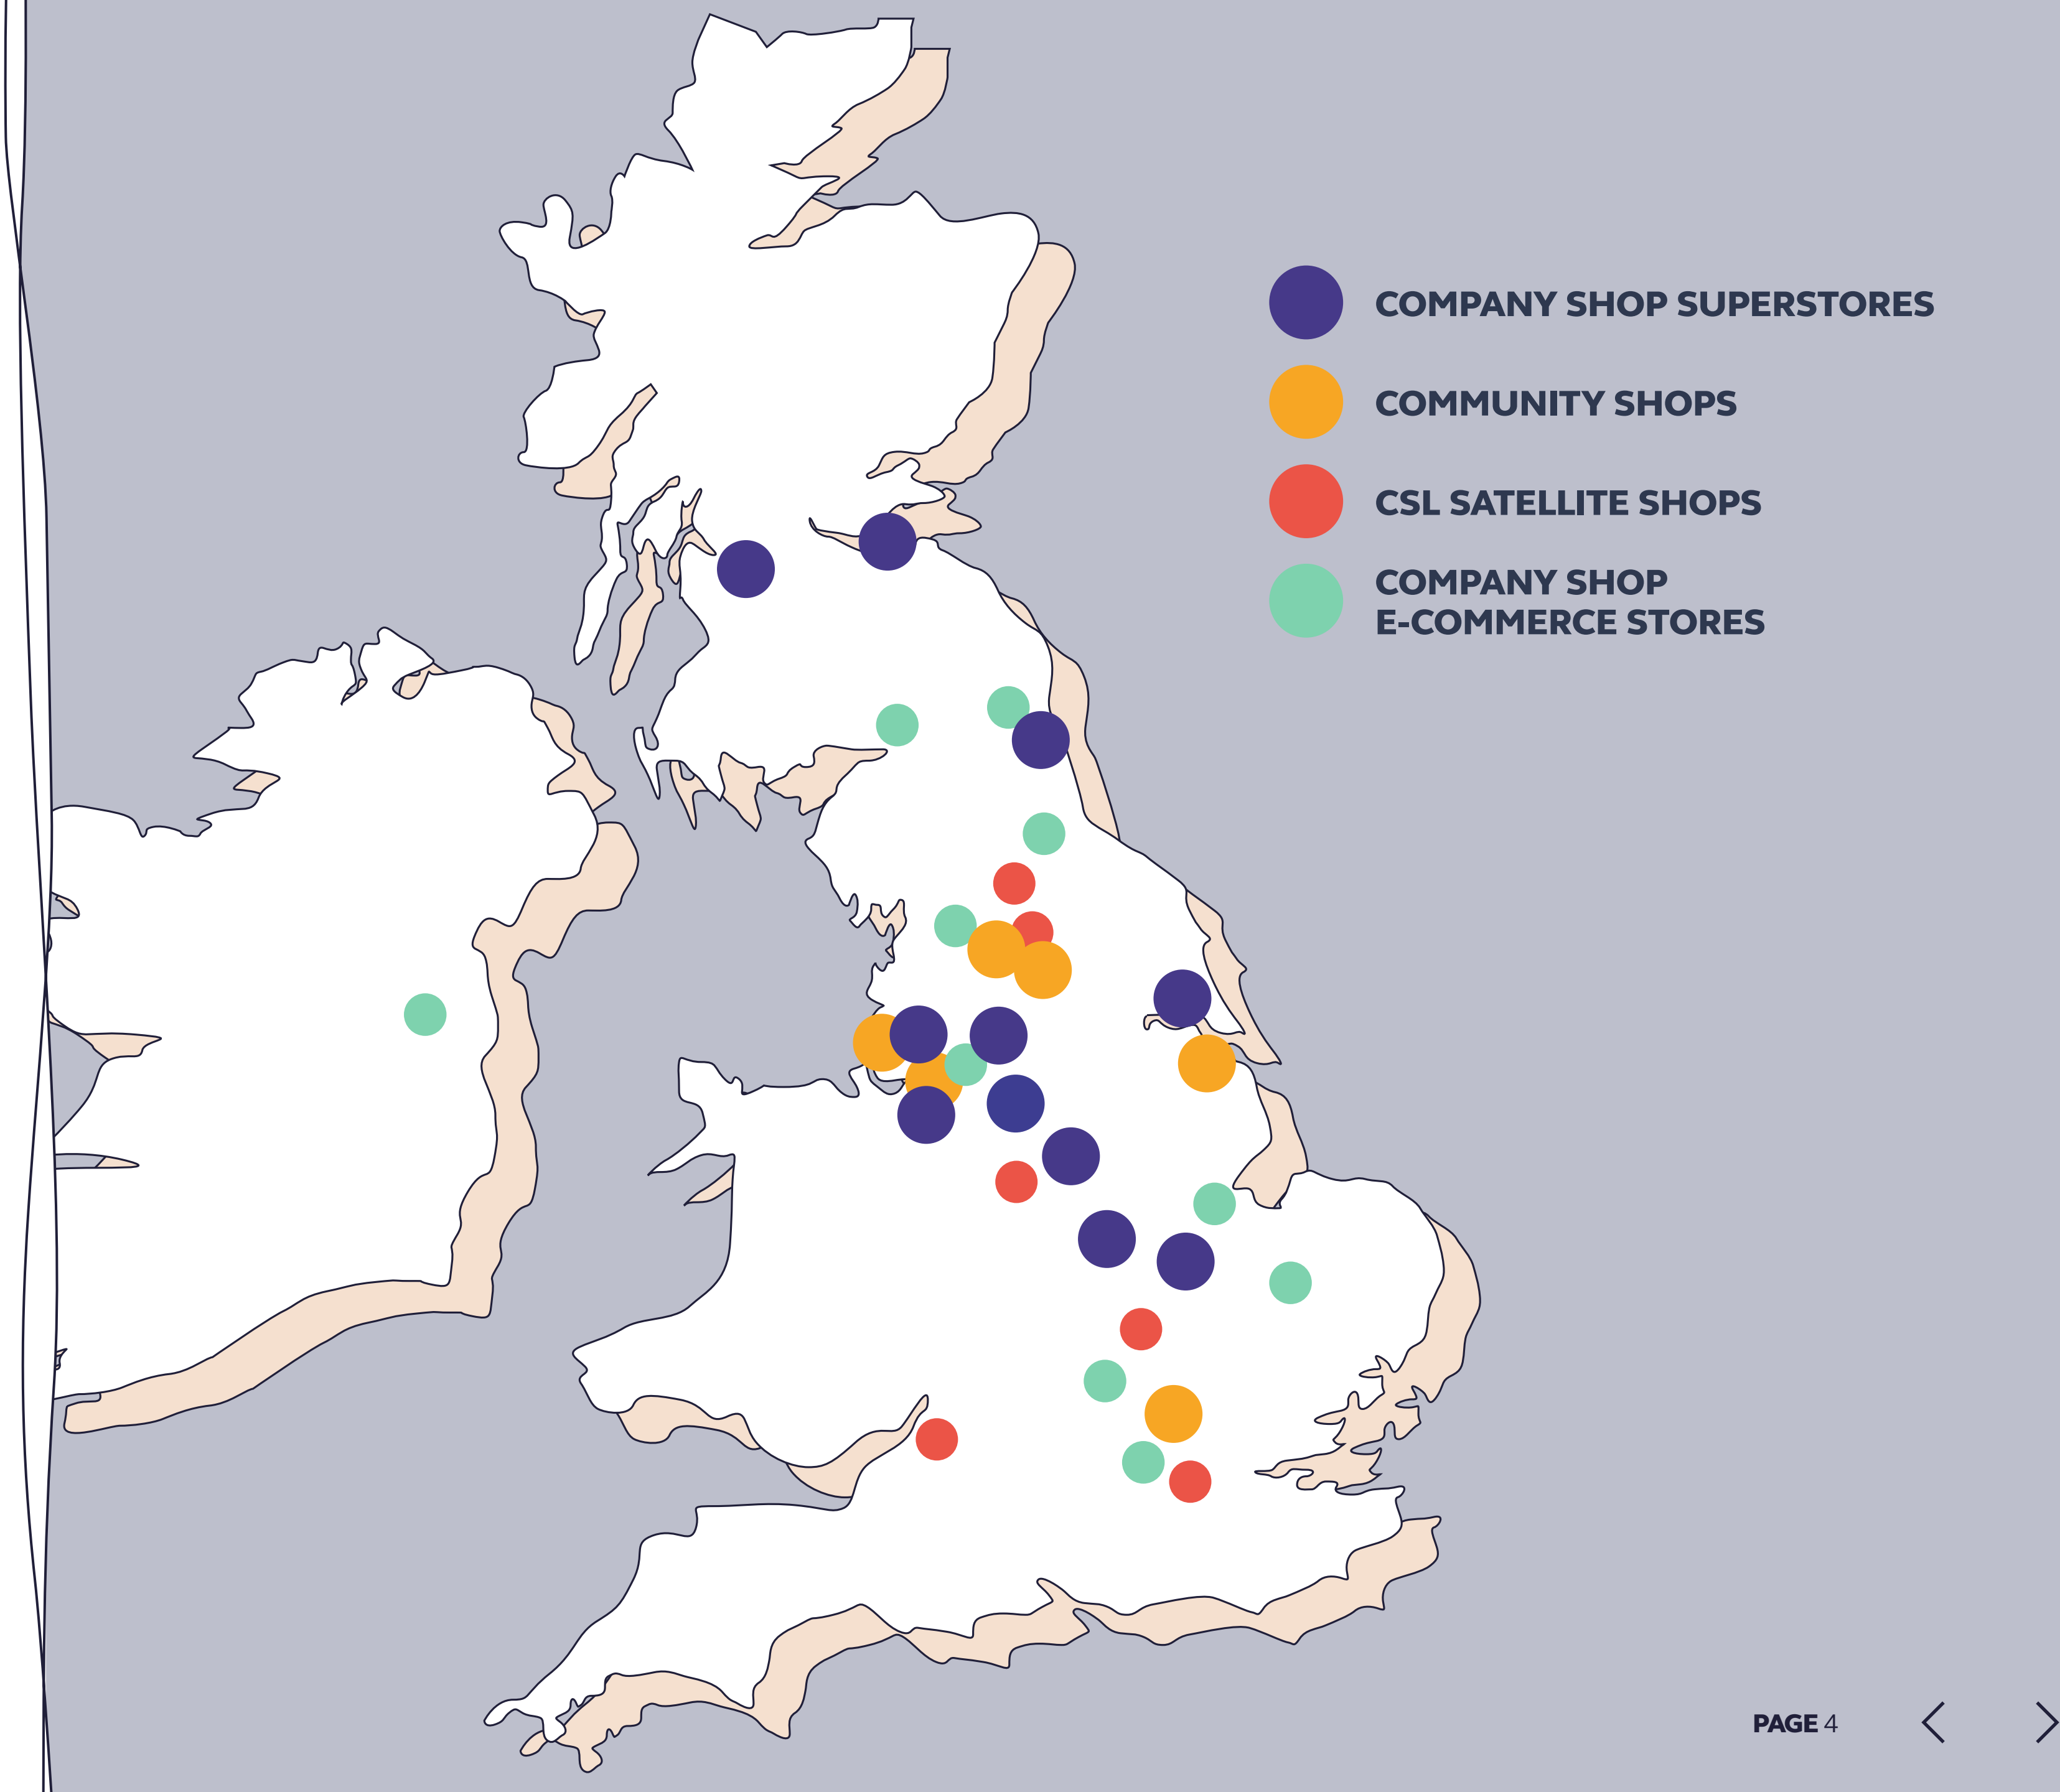 COMPANY SHOP SUPERSTORES
COMMUNITY SHOPS
CSL SATELLITE SHOPS
COMPANY SHOP
E-COMMERCE STORES
PAGE 4